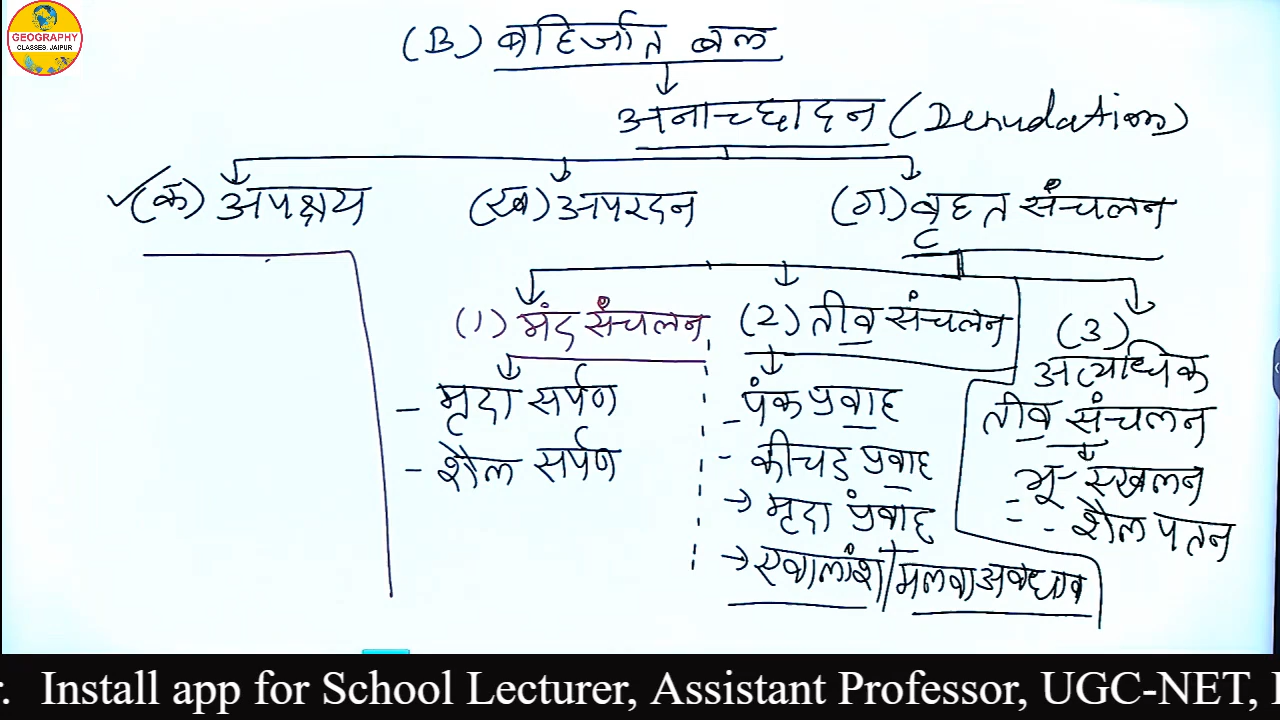 GEOGRAPHY
CLASSES, JAIPUR
(B) बहिर्जात बल
अनाच्छादन (Denudation)
(क) अपक्षय (ख) अपरदन (ग) वृहत संचलन
(1) मंद संचलन (2) तीव्र संचलन (3)
अत्यधिक
तीव्र संचलन
- मृदा सर्पण
- शैल सर्पण
- पंक प्रवाह
- कीचड़ प्रवाह
→ मृदा प्रवाह
→ एवालांश/मलवा अवधाव
- भू-स्खलन
- शैल पतन
r. Install app for School Lecturer, Assistant Professor, UGC-NET,